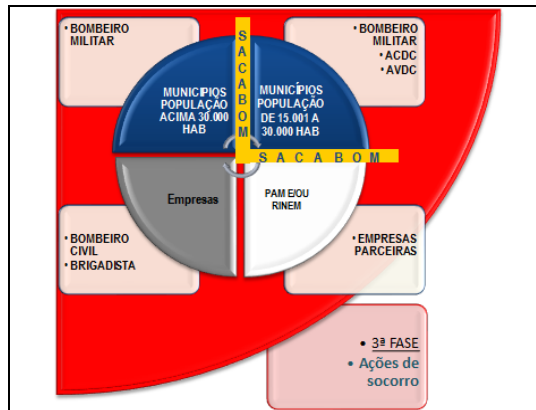 • BOMBEIRO
MILITAR
• BOMBEIRO
MILITAR
• ACDC
• AVDC
SACABOM
MUNICIPIOS
POPULAÇÃO
ACIMA 30.000
HAB
MUNICÍPIOS
POPULAÇÃO
DE 15.001 A
30.000 HAB
SACABOM
Empresas
PAM E/OU
RINEM
• BOMBEIRO
CIVIL
• BRIGADISTA
• EMPRESAS
PARCEIRAS
• 3ª FASE
• Ações de
socorro